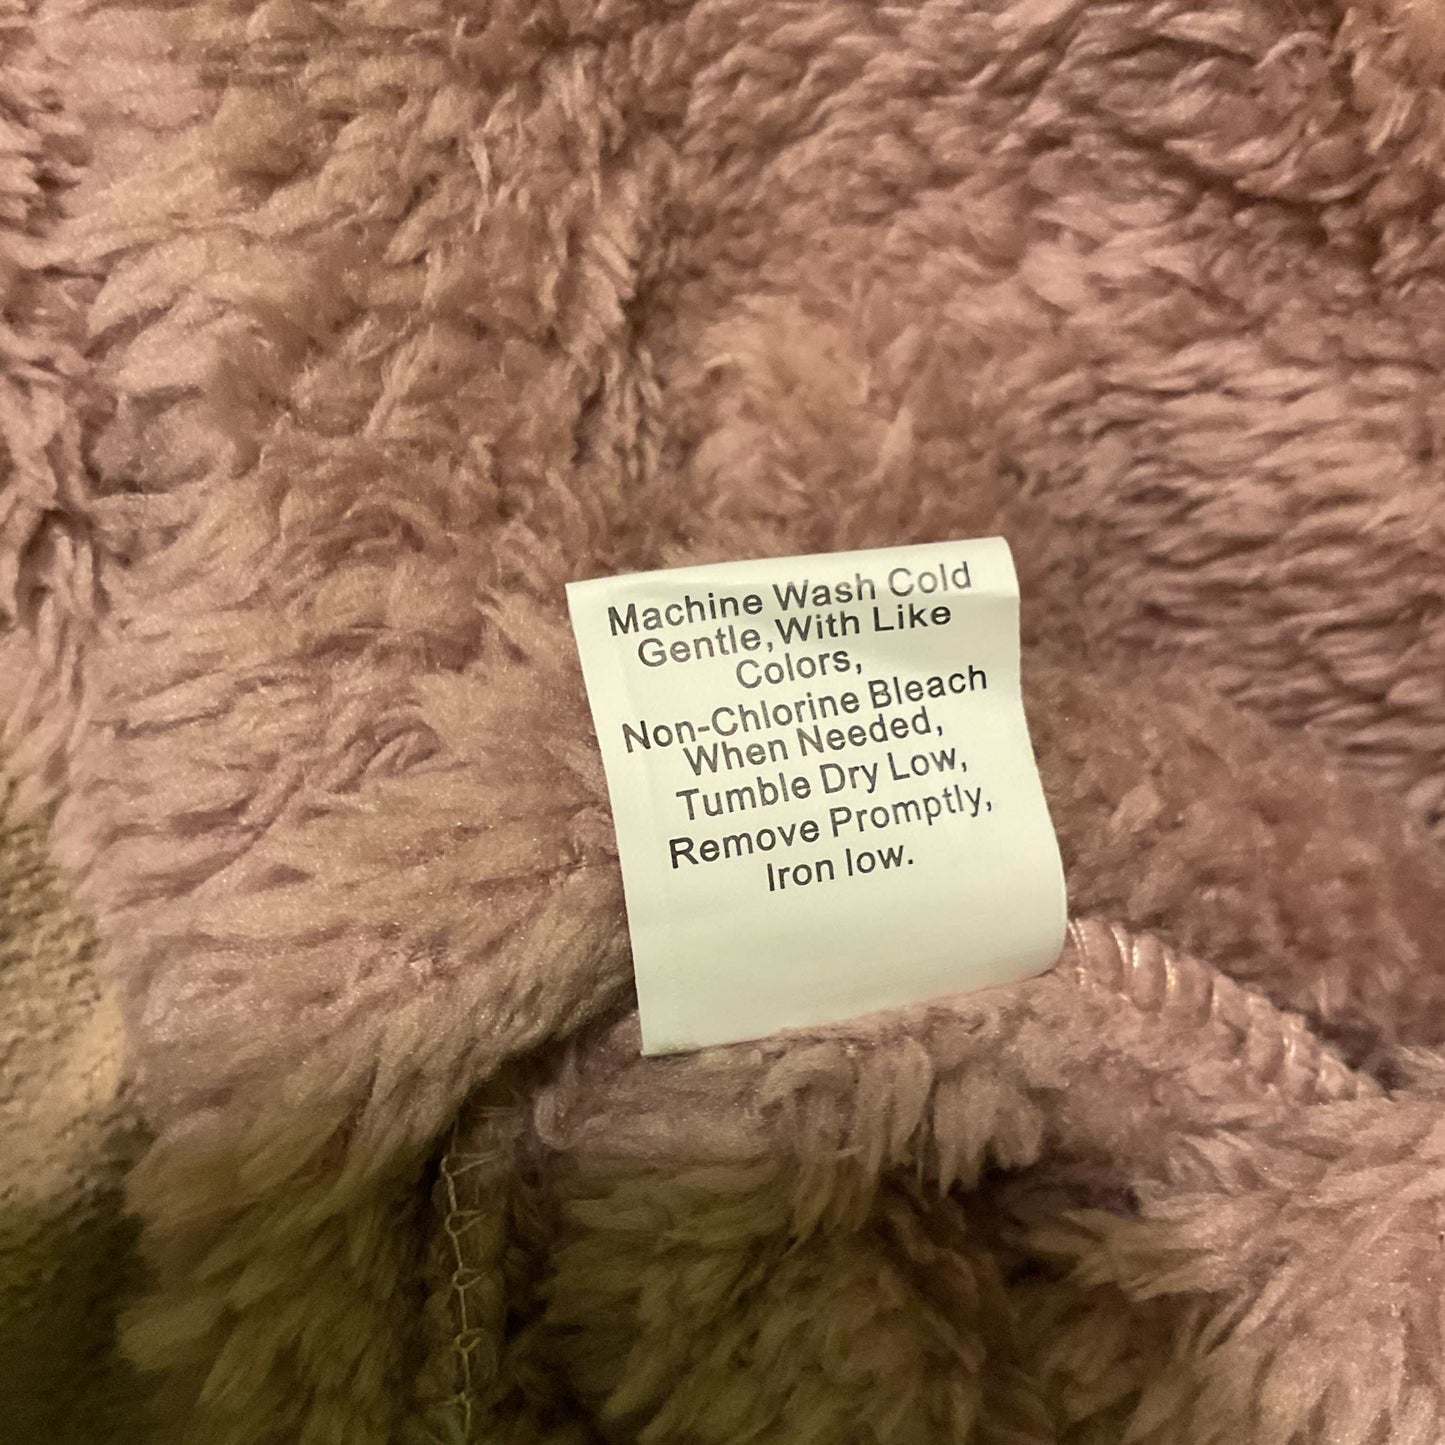 Machine Wash Cold
Gentle, With Like
Colors,
Non-Chlorine Bleach
When Needed,
Tumble Dry Low,
Remove Promptly,
Iron low.